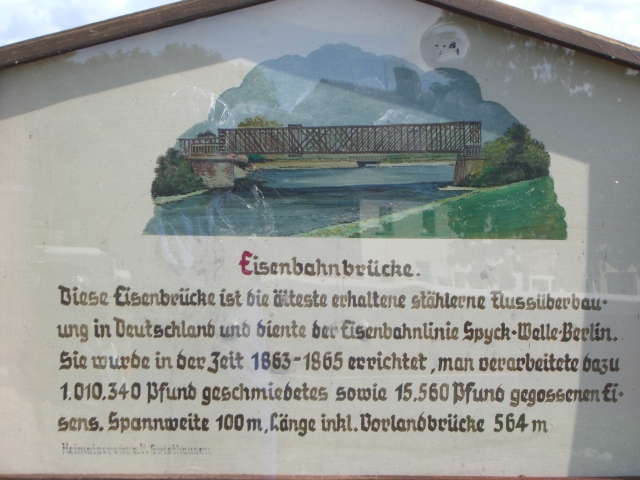 Eisenbahnbrücke.
Diese Eisenbrücke ist die älteste erhaltene stählerne Flussüberbau-
ung in Deutschland und diente der Eisenbahnlinie Spyck-Welle-Berlin.
Sie wurde in der Zeit 1863-1865 errichtet, man verarbeitete dazu
1.010.340 Pfund geschmiedetes sowie 15.560 Pfund gegossenen Ei-
sens. Spannweite 100 m, Länge inkl. Vorlandbrücke 564 m
Heimatverein e.V. Griethausen